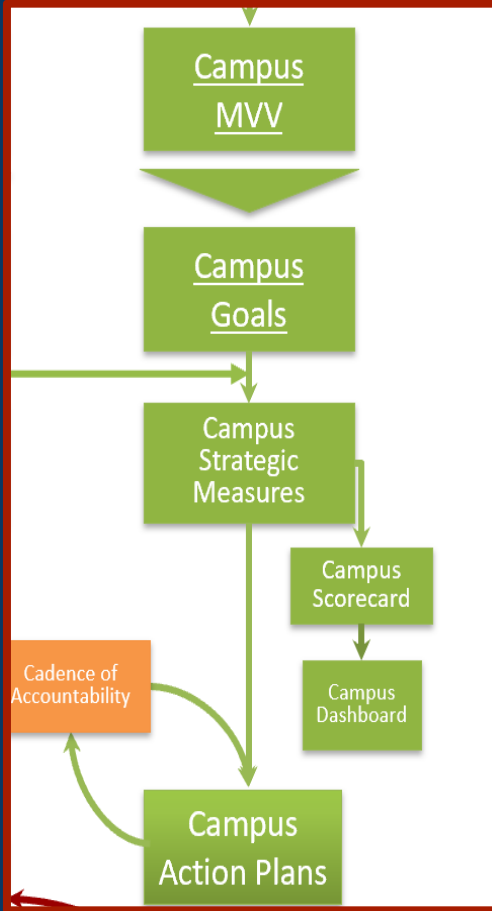 Campus
MVV
Campus
Goals
Campus
Strategic
Measures
Campus
Scorecard
Cadence of
Accountability
Campus
Dashboard
Campus
Action Plans